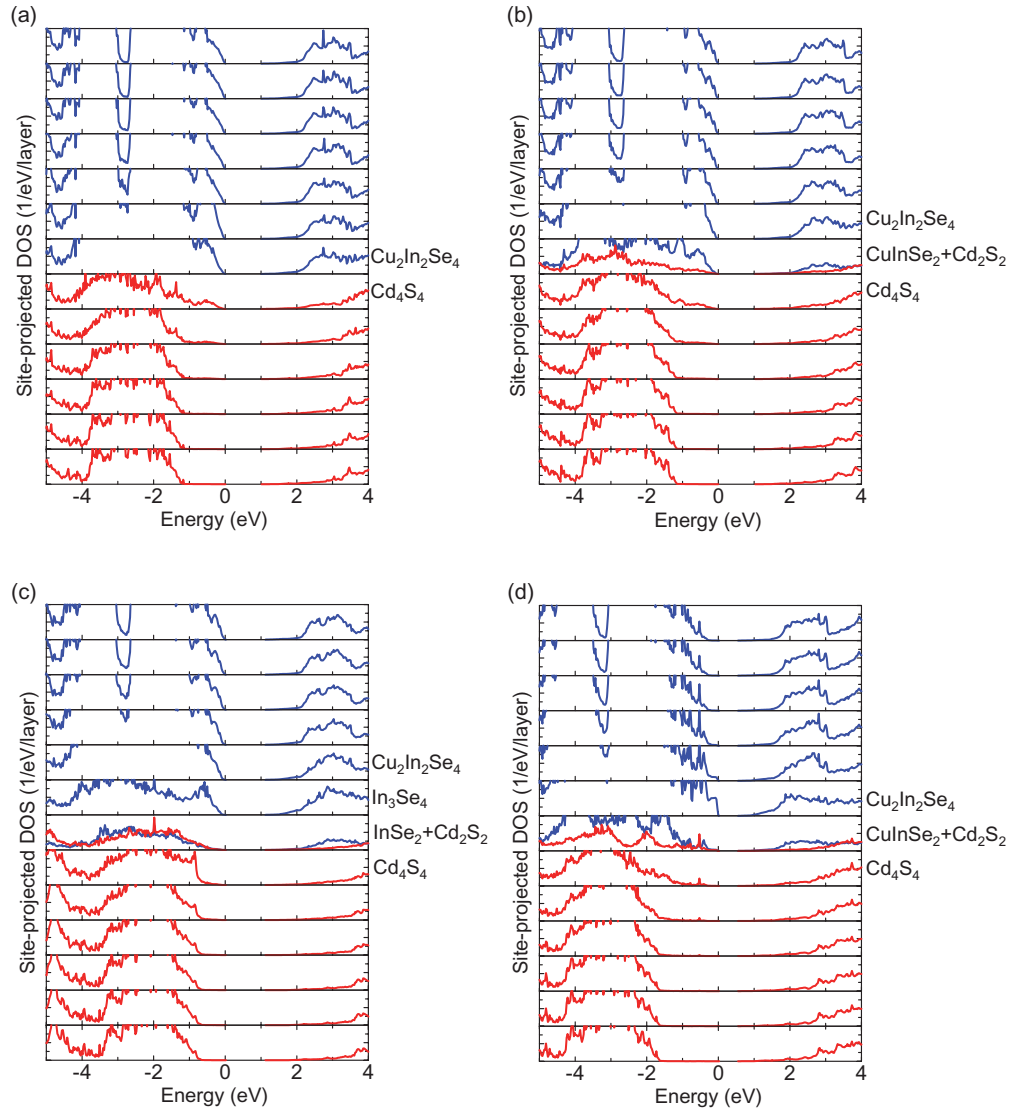 (a)
Site-projected DOS (1/eV/layer)
Cu2In2Se4
Cd4S4
-4 -2 0 2 4
Energy (eV)
(b)
Site-projected DOS (1/eV/layer)
Cu2In2Se4
CuInSe2+Cd2S2
Cd4S4
-4 -2 0 2 4
Energy (eV)
(c)
Site-projected DOS (1/eV/layer)
Cu2In2Se4
In3Se4
InSe2+Cd2S2
Cd4S4
-4 -2 0 2 4
Energy (eV)
(d)
Site-projected DOS (1/eV/layer)
Cu2In2Se4
CuInSe2+Cd2S2
Cd4S4
-4 -2 0 2 4
Energy (eV)